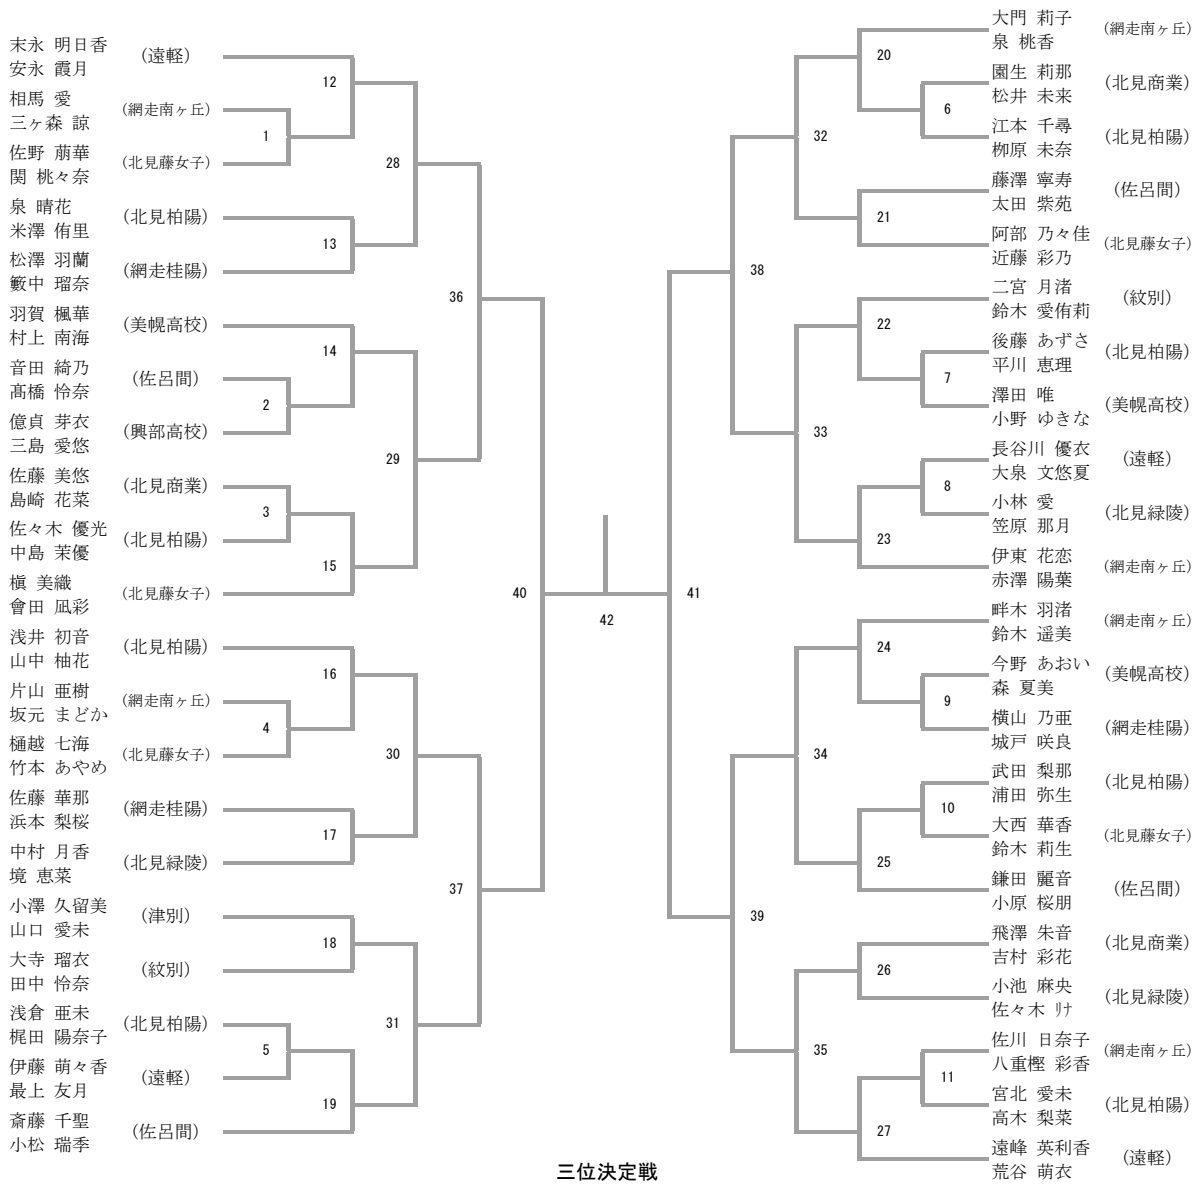 末永 明日香
安永 霞月
(遠軽)
相馬 愛
三ヶ森 諒
(網走南ヶ丘)
佐野 萠華
関 桃々奈
(北見藤女子)
泉 晴花
米澤 侑里
(北見柏陽)
松澤 羽蘭
籔中 瑠奈
(網走桂陽)
羽賀 楓華
村上 南海
(美幌高校)
音田 綺乃
髙橋 怜奈
(佐呂間)
億貞 芽衣
三島 愛悠
(興部高校)
佐藤 美悠
島崎 花菜
(北見商業)
佐々木 優光
中島 茉優
(北見柏陽)
槇 美織
會田 凪彩
(北見藤女子)
浅井 初音
山中 柚花
(北見柏陽)
片山 亜樹
坂元 まどか
(網走南ヶ丘)
樋越 七海
竹本 あやめ
(北見藤女子)
佐藤 華那
浜本 梨桜
(網走桂陽)
中村 月香
境 恵菜
(北見緑陵)
小澤 久留美
山口 愛未
(津別)
大寺 瑠衣
田中 怜奈
(紋別)
浅倉 亜未
梶田 陽奈子
(北見柏陽)
伊藤 萌々香
最上 友月
(遠軽)
斎藤 千聖
小松 瑞季
(佐呂間)
1
2
3
4
5
12
13
14
15
16
17
18
19
28
29
30
31
36
37
40
42
41
38
39
32
33
34
35
20
21
22
23
24
25
26
27
6
7
8
9
10
11
大門 莉子
泉 桃香
(網走南ヶ丘)
園生 莉那
松井 未来
(北見商業)
江本 千尋
栁原 未奈
(北見柏陽)
藤澤 寧寿
太田 紫苑
(佐呂間)
阿部 乃々佳
近藤 彩乃
(北見藤女子)
二宮 月渚
鈴木 愛侑莉
(紋別)
後藤 あずさ
平川 恵理
(北見柏陽)
澤田 唯
小野 ゆきな
(美幌高校)
長谷川 優衣
大泉 文悠夏
(遠軽)
小林 愛
笠原 那月
(北見緑陵)
伊東 花恋
赤澤 陽葉
(網走南ヶ丘)
畔木 羽渚
鈴木 遥美
(網走南ヶ丘)
今野 あおい
森 夏美
(美幌高校)
横山 乃亜
城戸 咲良
(網走桂陽)
武田 梨那
浦田 弥生
(北見柏陽)
大西 華香
鈴木 莉生
(北見藤女子)
鎌田 麗音
小原 桜朋
(佐呂間)
飛澤 朱音
吉村 彩花
(北見商業)
小池 麻央
佐々木 ﾘﾅ
(北見緑陵)
佐川 日奈子
八重樫 彩香
(網走南ヶ丘)
宮北 愛未
高木 梨菜
(北見柏陽)
遠峰 英利香
荒谷 萌衣
(遠軽)
三位決定戦